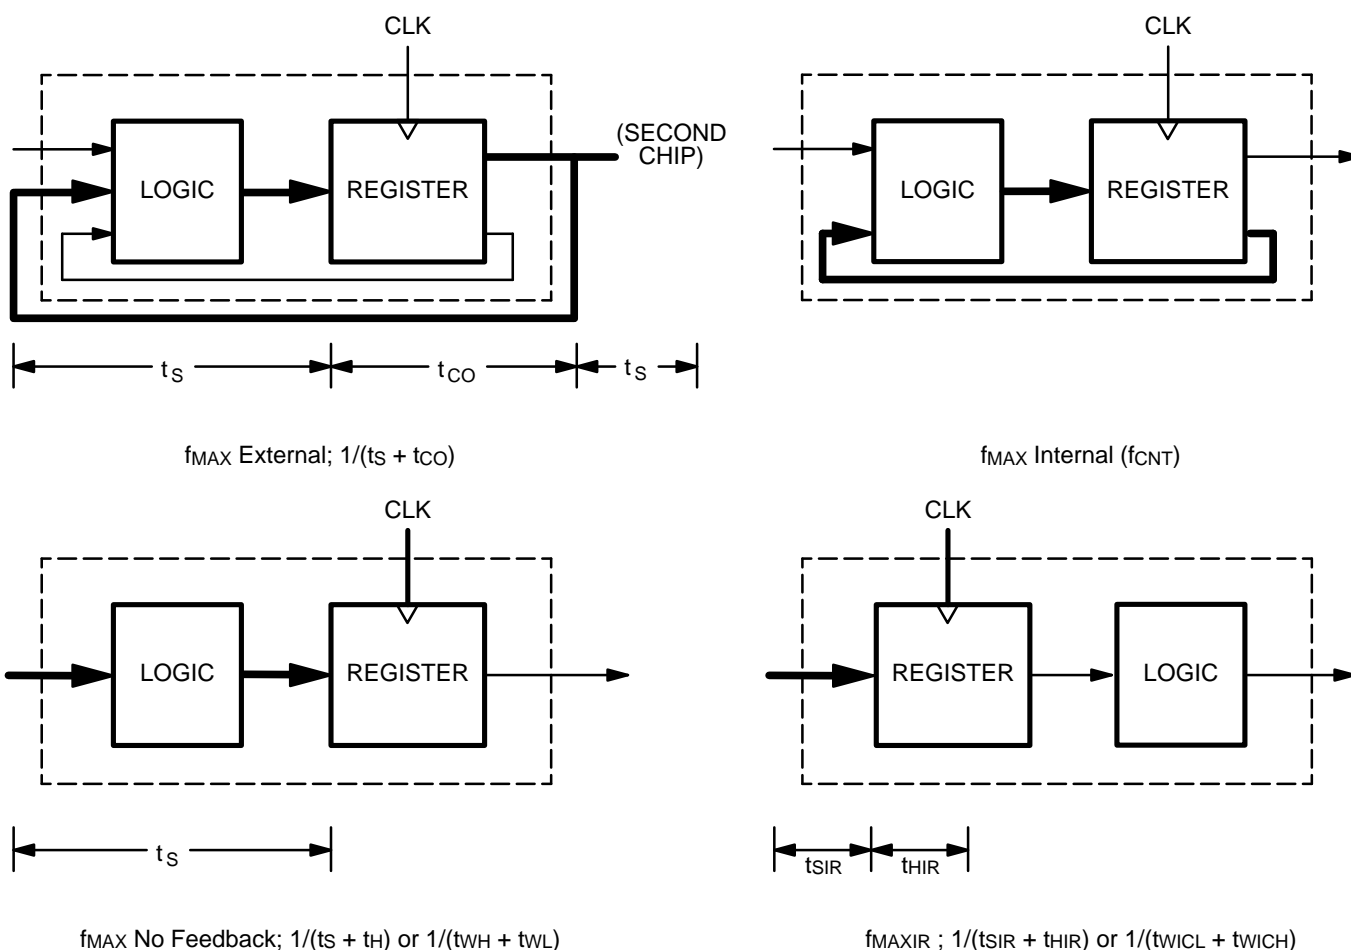 CLK
(SECOND
CHIP)
LOGIC
REGISTER
tS
tCO
tS
fMAX External; 1/(tS + tCO)
CLK
LOGIC
REGISTER
fMAX Internal (fCNT)
CLK
LOGIC
REGISTER
tS
fMAX No Feedback; 1/(tS + tH) or 1/(tWH + tWL)
CLK
REGISTER
LOGIC
tSIR
tHIR
fMAXIR ; 1/(tSIR + tHIR) or 1/(tWICL + tWICH)